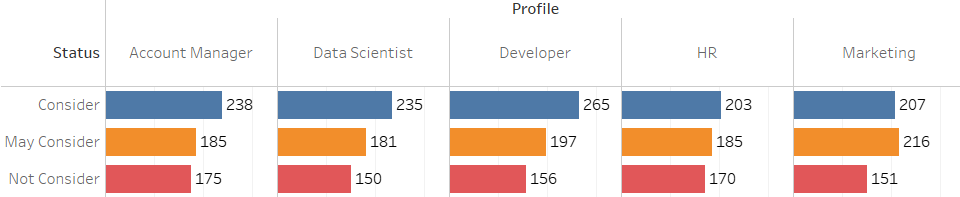 Profile
Status Account Manager Data Scientist Developer HR Marketing
Consider 238 235 265 203 207
May Consider 185 181 197 185 216
Not Consider 175 150 156 170 151